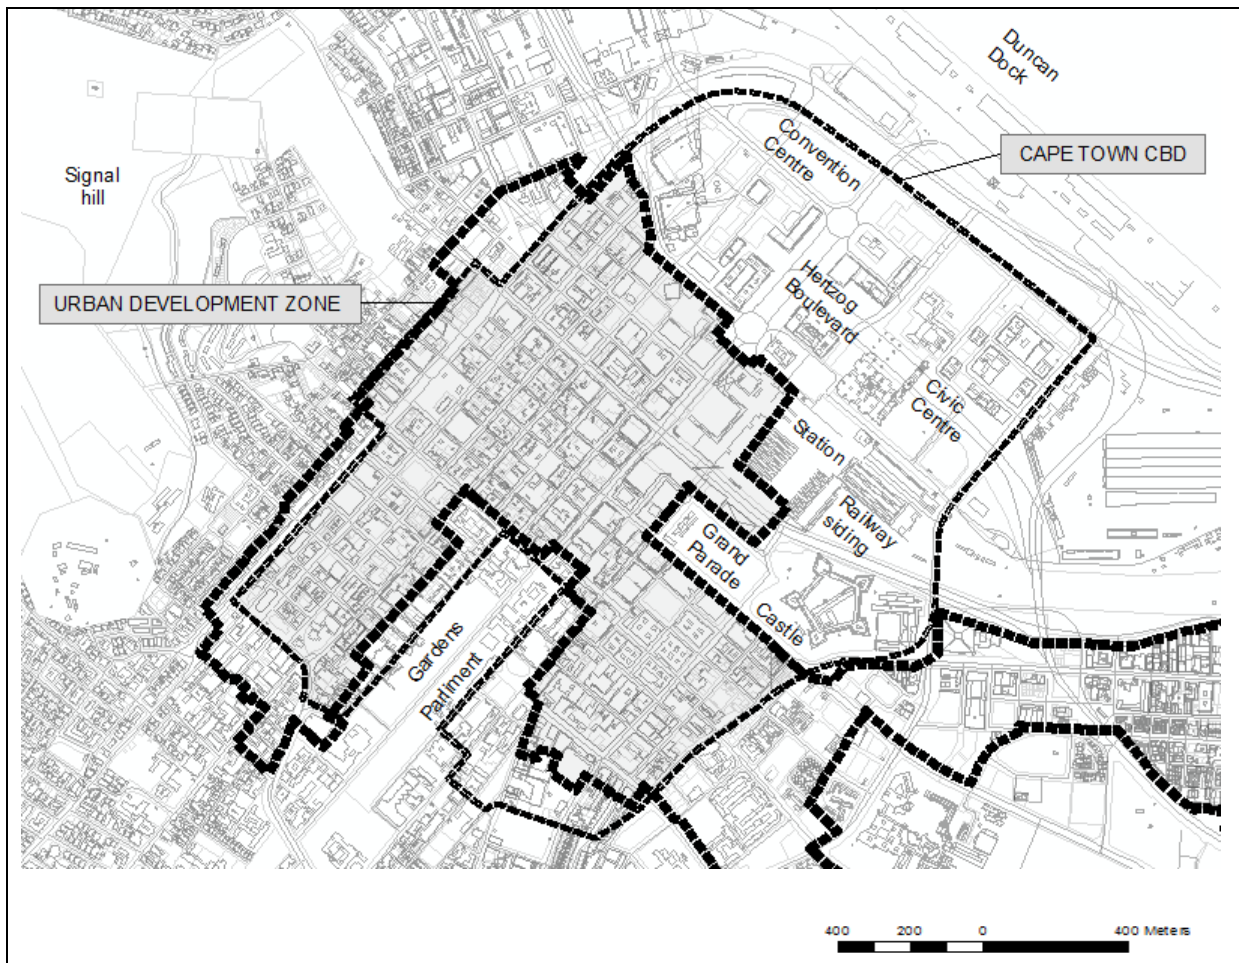 Duncan
Dock
Convention
Centre
CAPE TOWN CBD
Signal
hill
Hertzog
Boulevard
URBAN DEVELOPMENT ZONE
Civic
Centre
Station
Railway
siding
Grand
Parade
Castle
Gardens
Parliment
400 200 0 400 Meters